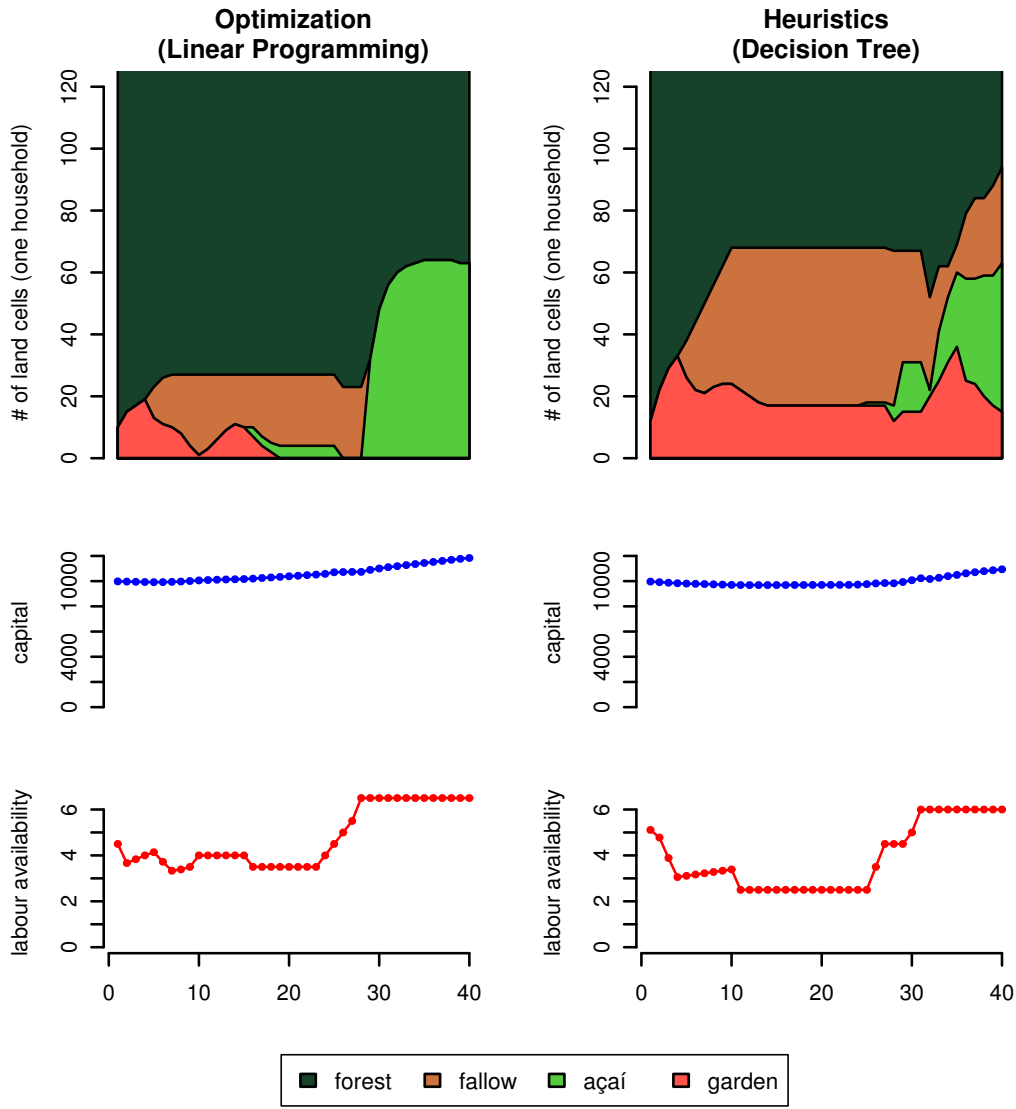 Optimization
(Linear Programming)
Heuristics
(Decision Tree)
# of land cells (one household)
0 20 40 60 80 100 120
# of land cells (one household)
0 20 40 60 80 100 120
capital
0 4000 10000
capital
0 4000 10000
labour availability
0 2 4 6
labour availability
0 2 4 6
0 10 20 30 40
0 10 20 30 40
forest fallow açaí garden